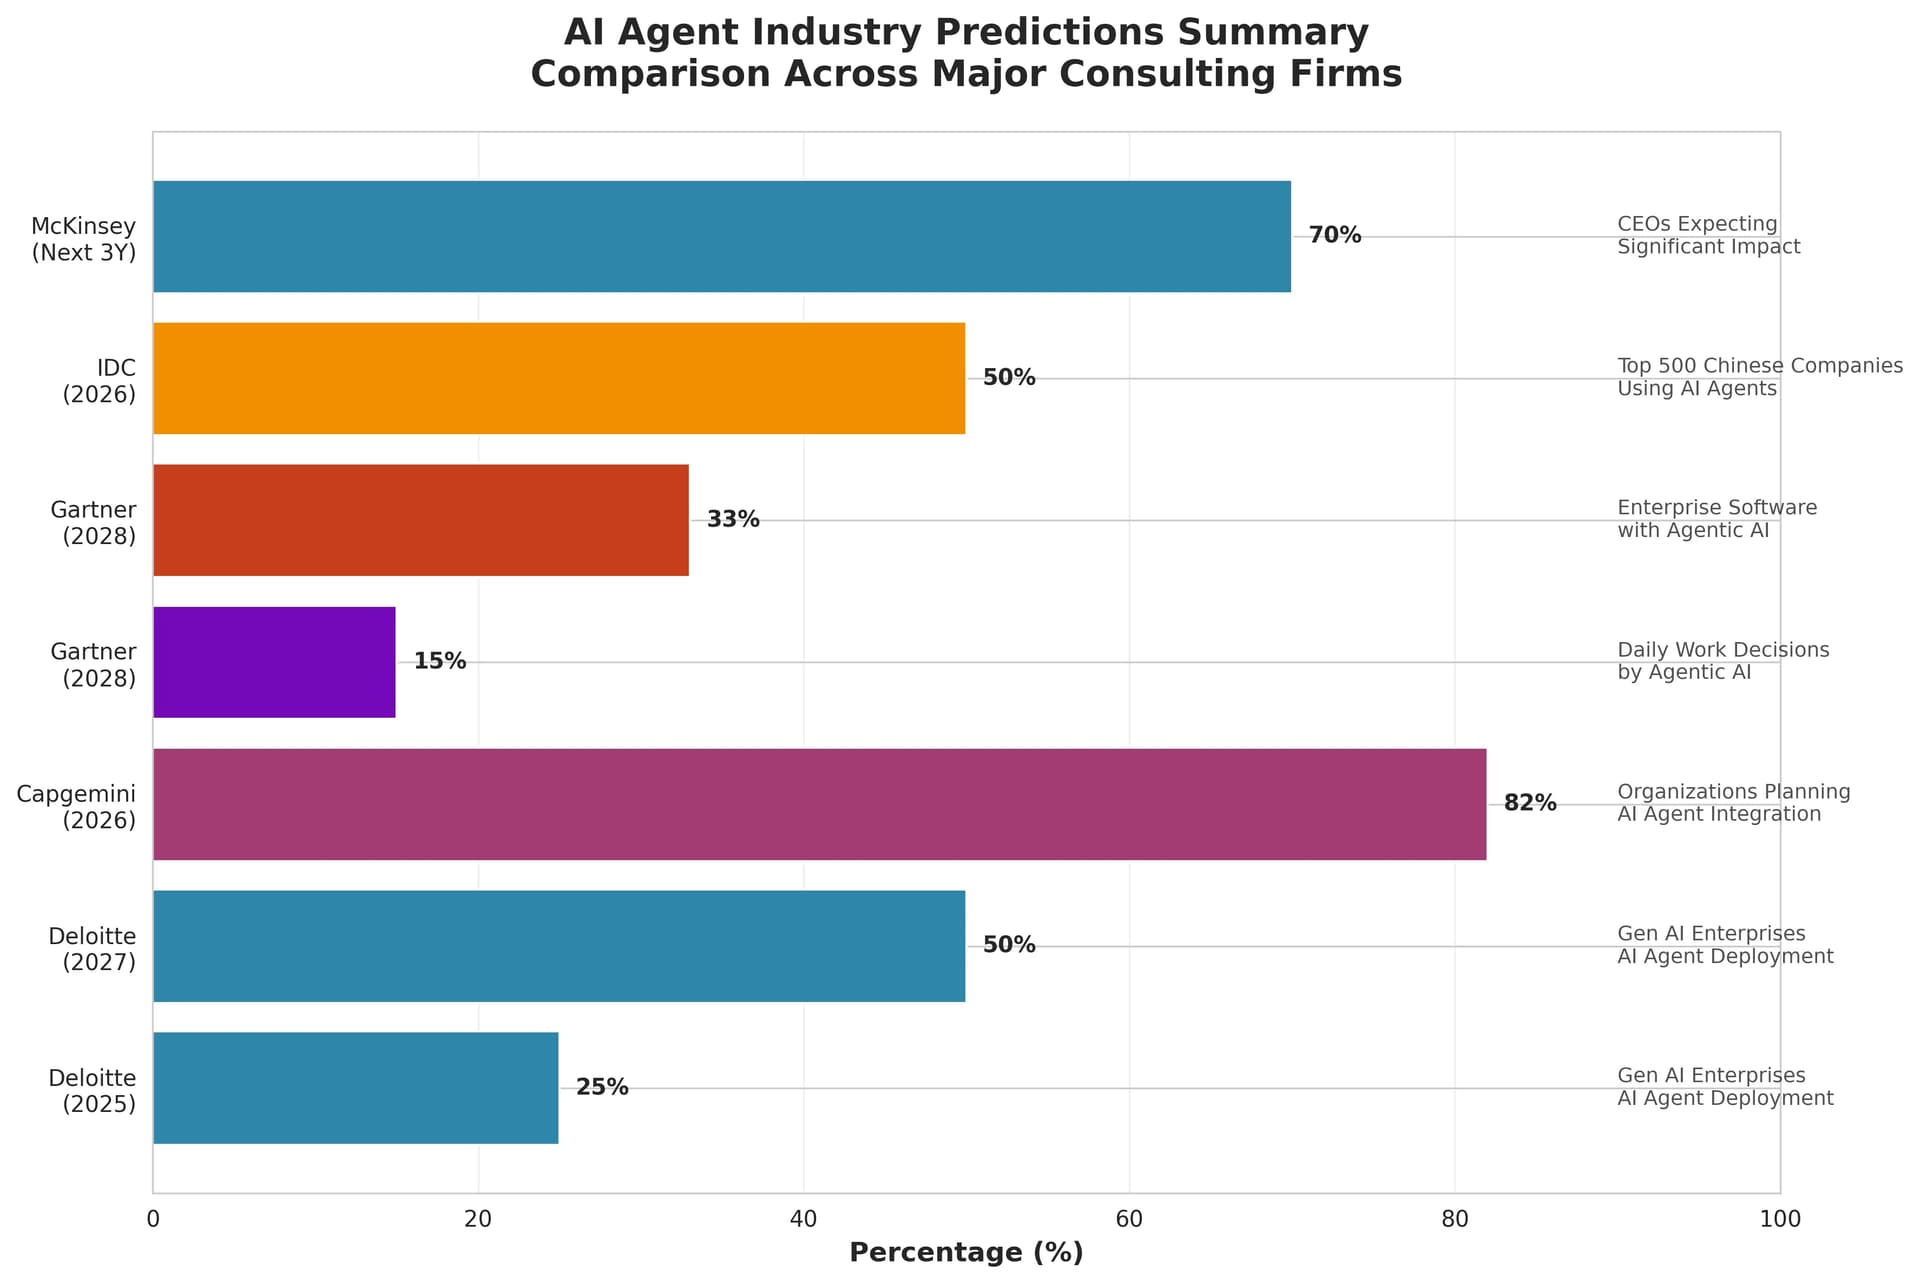 AI Agent Industry Predictions Summary
Comparison Across Major Consulting Firms
McKinsey
(Next 3Y)
70%
CEOs Expecting
Significant Impact
IDC
(2026)
50%
Top 500 Chinese Companies
Using AI Agents
Gartner
(2028)
33%
Enterprise Software
with Agentic AI
Gartner
(2028)
15%
Daily Work Decisions
by Agentic AI
Capgemini
(2026)
82%
Organizations Planning
AI Agent Integration
Deloitte
(2027)
50%
Gen AI Enterprises
AI Agent Deployment
Deloitte
(2025)
25%
Gen AI Enterprises
AI Agent Deployment
0 20 40 60 80 100
Percentage (%)